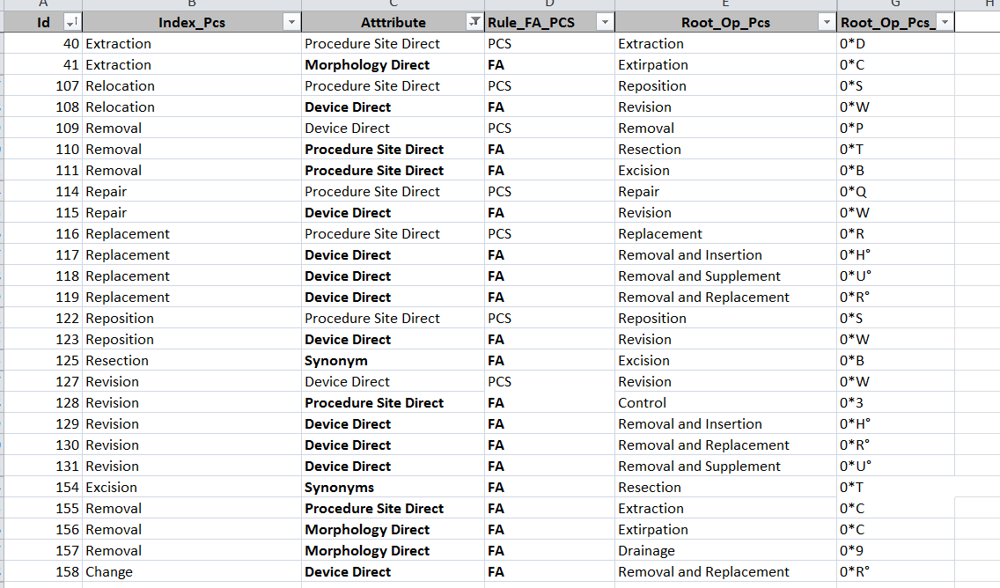 A B C D E G H
Id Index_Pcs Atttribute Rule_FA_PCS Root_Op_Pcs Root_Op_Pcs_
40 Extraction Procedure Site Direct PCS Extraction 0*D
41 Extraction Morphology Direct FA Extirpation 0*C
107 Relocation Procedure Site Direct PCS Reposition 0*S
108 Relocation Device Direct FA Revision 0*W
109 Removal Device Direct PCS Removal 0*P
110 Removal Procedure Site Direct FA Resection 0*T
111 Removal Procedure Site Direct FA Excision 0*B
114 Repair Procedure Site Direct PCS Repair 0*Q
115 Repair Device Direct FA Revision 0*W
116 Replacement Procedure Site Direct PCS Replacement 0*R
117 Replacement Device Direct FA Removal and Insertion 0*H°
118 Replacement Device Direct FA Removal and Supplement 0*U°
119 Replacement Device Direct FA Removal and Replacement 0*R°
122 Reposition Procedure Site Direct PCS Reposition 0*S
123 Reposition Device Direct FA Revision 0*W
125 Resection Synonym FA Excision 0*B
127 Revision Device Direct PCS Revision 0*W
128 Revision Procedure Site Direct FA Control 0*3
129 Revision Device Direct FA Removal and Insertion 0*H°
130 Revision Device Direct FA Removal and Replacement 0*R°
131 Revision Device Direct FA Removal and Supplement 0*U°
154 Excision Synonyms FA Resection 0*T
155 Removal Procedure Site Direct FA Extraction 0*C
156 Removal Morphology Direct FA Extirpation 0*C
157 Removal Morphology Direct FA Drainage 0*9
158 Change Device Direct FA Removal and Replacement 0*R°